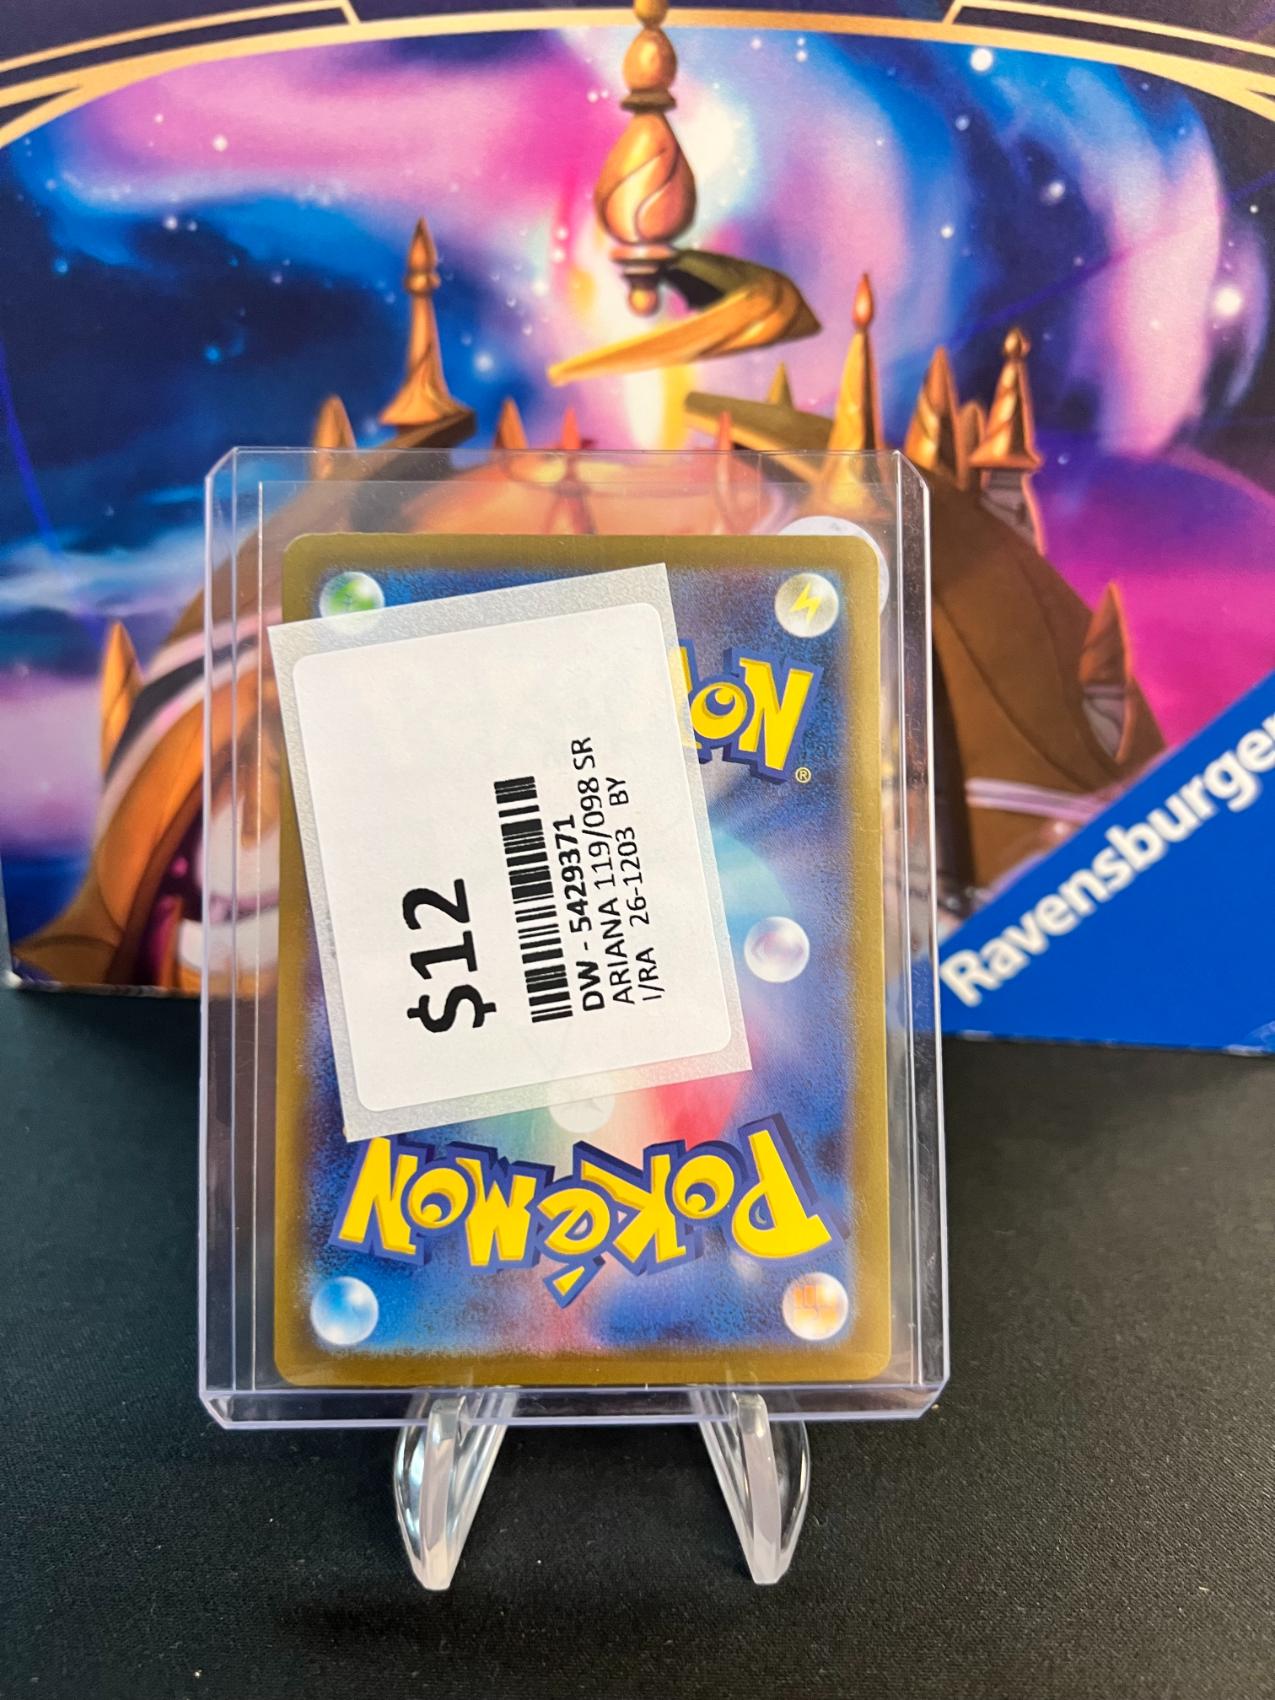 $12
DW - 5429371
ARIANA 119/098 SR
I/RA 26-1203 BY
®
Pokémon
Ravensburger